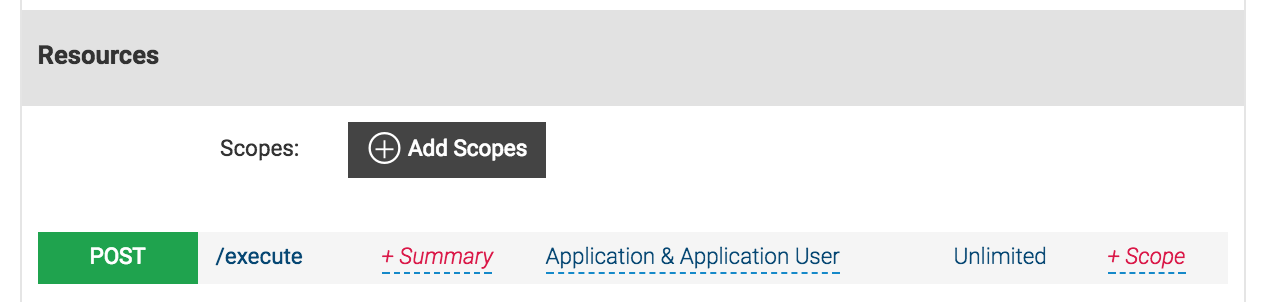 Resources
Scopes: Add Scopes
POST /execute + Summary Application & Application User Unlimited + Scope